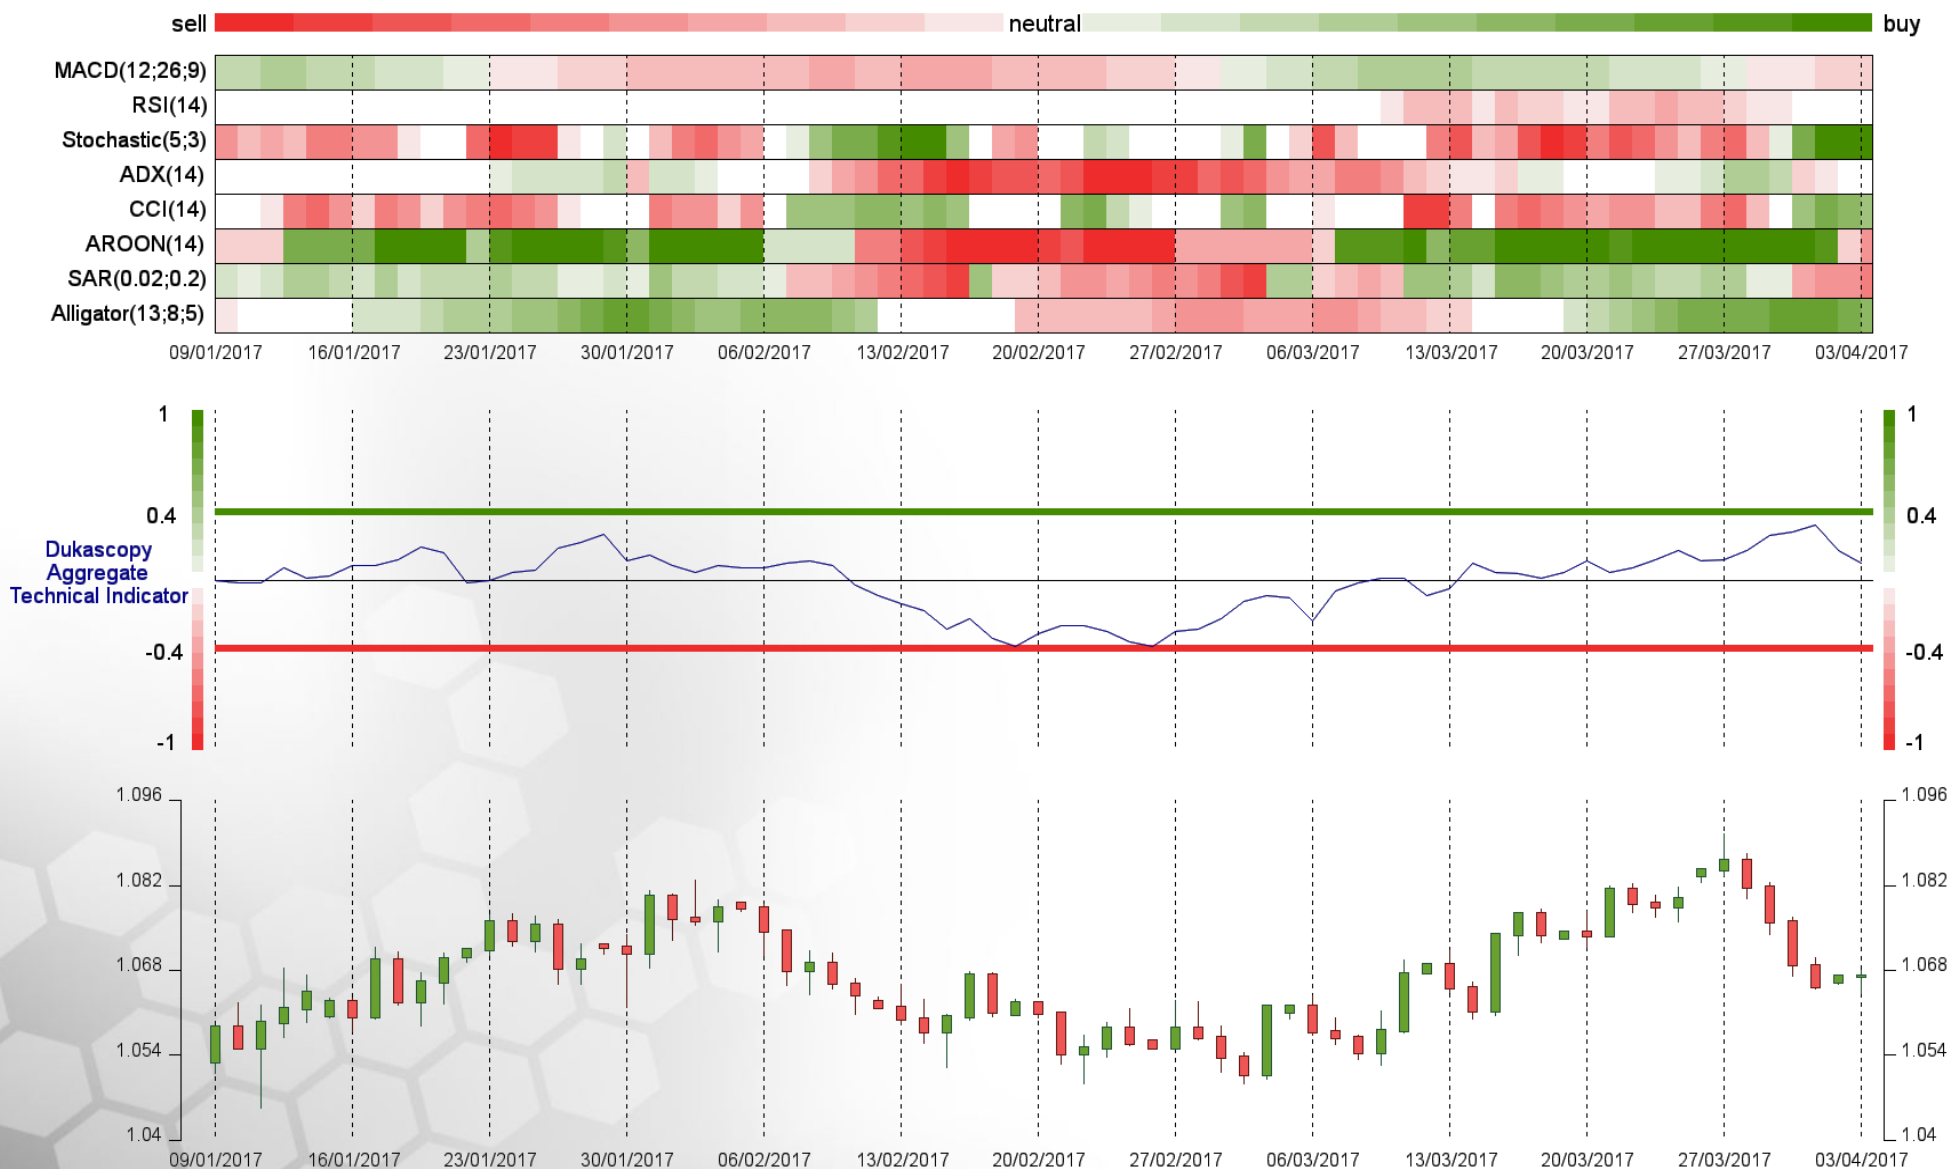 sell neutral buy
MACD(12;26;9)
RSI(14)
Stochastic(5;3)
ADX(14)
CCI(14)
AROON(14)
SAR(0.02;0.2)
Alligator(13;8;5)
09/01/2017 16/01/2017 23/01/2017 30/01/2017 06/02/2017 13/02/2017 20/02/2017 27/02/2017 06/03/2017 13/03/2017 20/03/2017 27/03/2017 03/04/2017
1 1
0.4 0.4
Dukascopy
Aggregate
Technical Indicator
-0.4 -0.4
-1 -1
1.096 1.096
1.082 1.082
1.068 1.068
1.054 1.054
1.04 1.04
09/01/2017 16/01/2017 23/01/2017 30/01/2017 06/02/2017 13/02/2017 20/02/2017 27/02/2017 06/03/2017 13/03/2017 20/03/2017 27/03/2017 03/04/2017